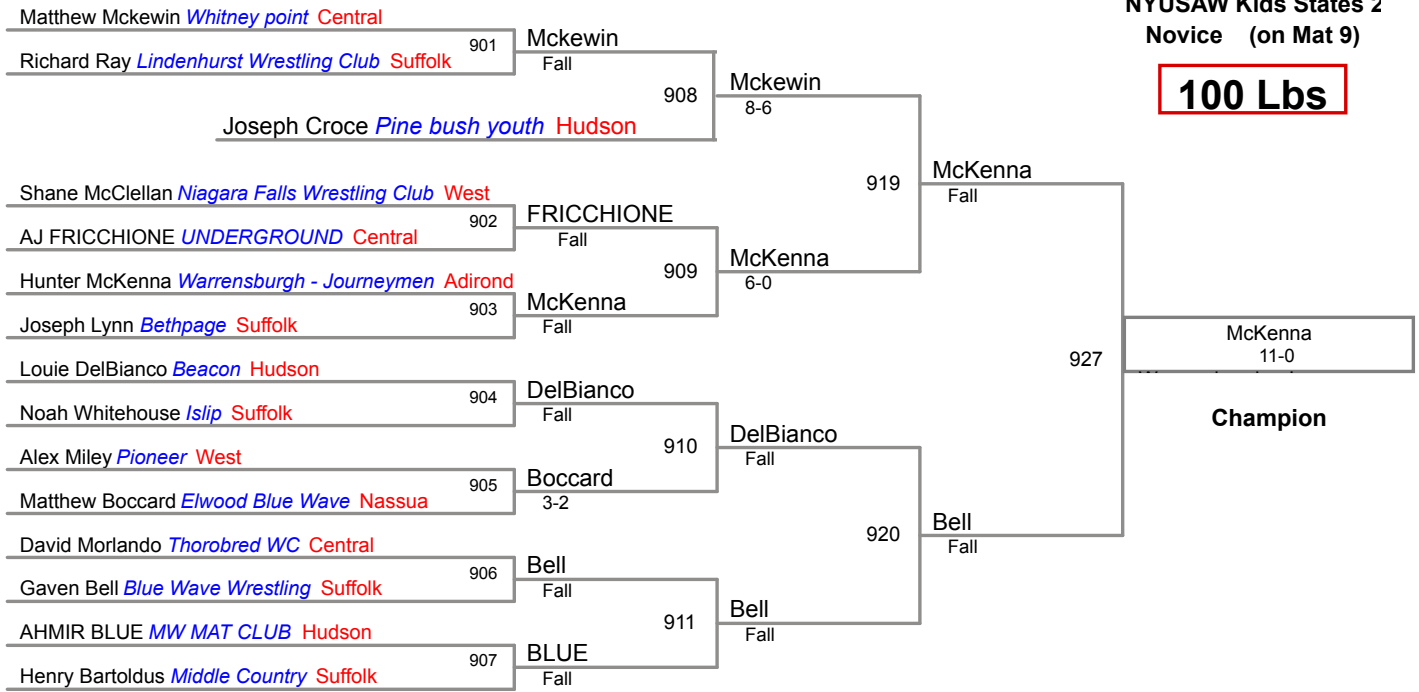 NYUSAW Kids States 2
Novice (on Mat 9)
100 Lbs
Matthew Mckewin Whitney point Central
901
Richard Ray Lindenhurst Wrestling Club Suffolk
Mckewin
Fall
908
Joseph Croce Pine bush youth Hudson
Mckewin
8-6
Shane McClellan Niagara Falls Wrestling Club West
902
AJ FRICCHIONE UNDERGROUND Central
FRICCHIONE
Fall
909
Hunter McKenna Warrensburgh - Journeymen Adirond
903
Joseph Lynn Bethpage Suffolk
McKenna
Fall
McKenna
6-0
919
McKenna
Fall
Louie DelBianco Beacon Hudson
904
Noah Whitehouse Islip Suffolk
DelBianco
Fall
910
Alex Miley Pioneer West
905
Matthew Boccard Elwood Blue Wave Nassua
Boccard
3-2
DelBianco
Fall
David Morlando Thorobred WC Central
906
Gaven Bell Blue Wave Wrestling Suffolk
Bell
Fall
911
AHMIR BLUE MW MAT CLUB Hudson
907
Henry Bartoldus Middle Country Suffolk
BLUE
Fall
Bell
Fall
920
Bell
Fall
927
McKenna
11-0
Champion